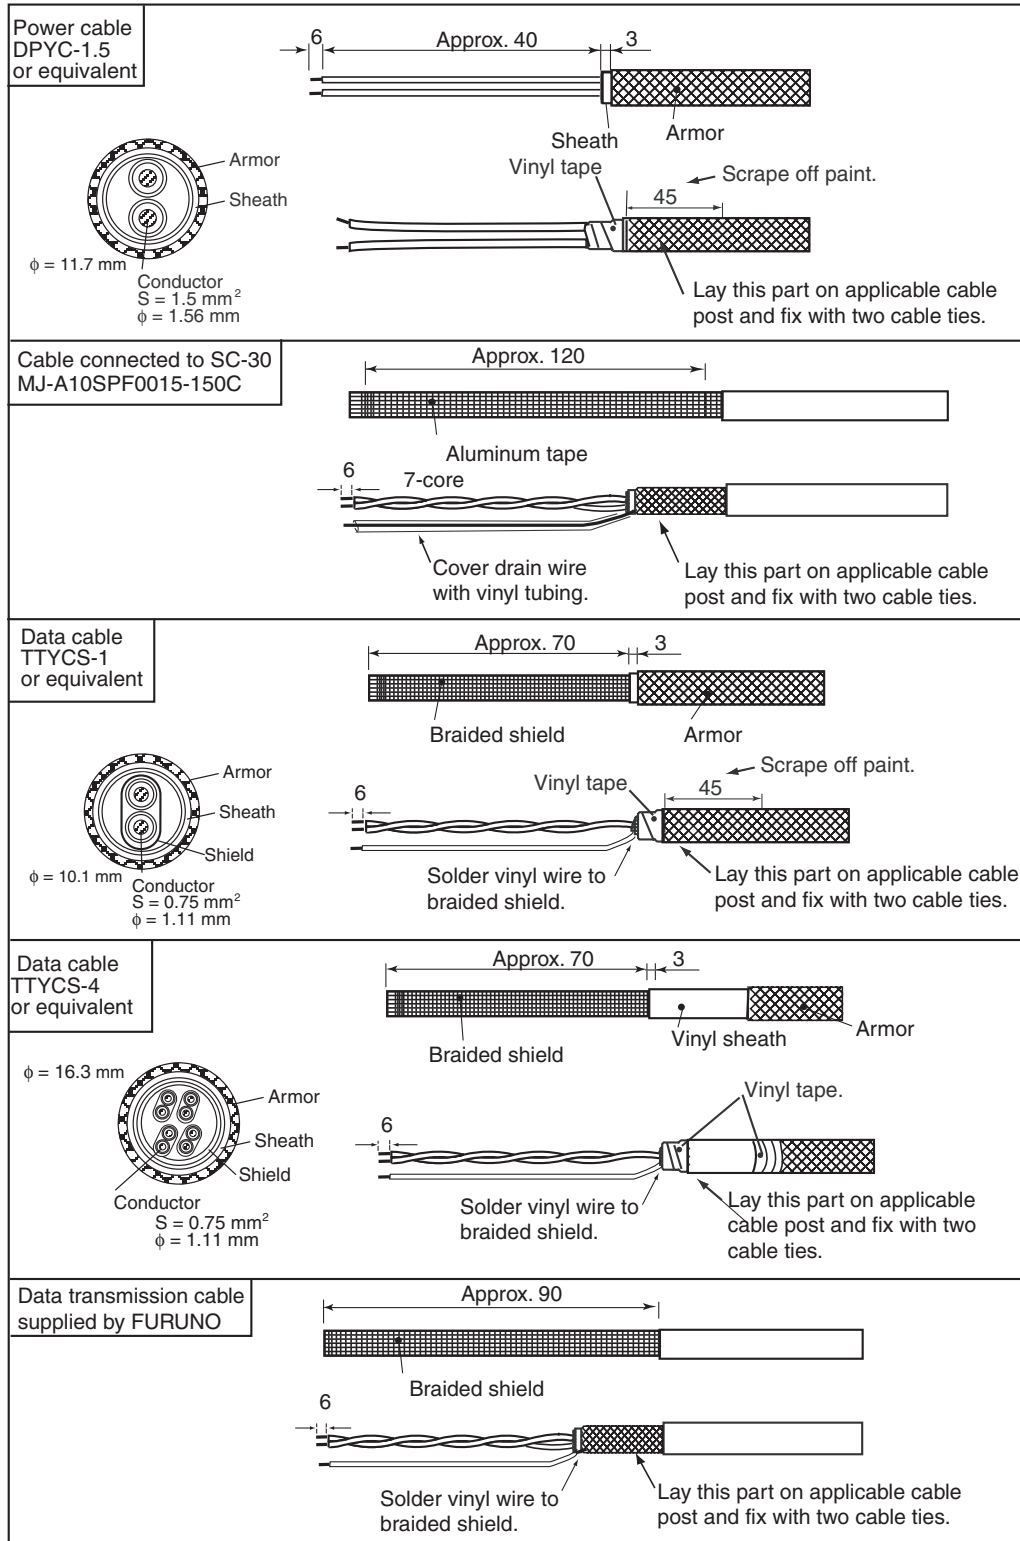 Power cable
DPYC-1.5
or equivalent
6
Approx. 40
3
Sheath
Armor
Armor
Sheath
φ = 11.7 mm
Conductor
S = 1.5 mm²
φ = 1.56 mm
Vinyl tape
Scrape off paint.
45
Lay this part on applicable cable
post and fix with two cable ties.
Cable connected to SC-30
MJ-A10SPF0015-150C
Approx. 120
Aluminum tape
6
7-core
Cover drain wire
with vinyl tubing.
Lay this part on applicable cable
post and fix with two cable ties.
Data cable
TTYCS-1
or equivalent
Approx. 70
3
Braided shield
Armor
Armor
Sheath
Shield
φ = 10.1 mm
Conductor
S = 0.75 mm²
φ = 1.11 mm
Vinyl tape
Scrape off paint.
6
45
Solder vinyl wire to
braided shield.
Lay this part on applicable cable
post and fix with two cable ties.
Data cable
TTYCS-4
or equivalent
Approx. 70
3
Braided shield
Vinyl sheath
Armor
φ = 16.3 mm
Armor
Sheath
Shield
Conductor
S = 0.75 mm²
φ = 1.11 mm
Vinyl tape.
6
Solder vinyl wire to
braided shield.
Lay this part on applicable
cable post and fix with two
cable ties.
Data transmission cable
supplied by FURUNO
Approx. 90
Braided shield
6
Solder vinyl wire to
braided shield.
Lay this part on applicable cable
post and fix with two cable ties.